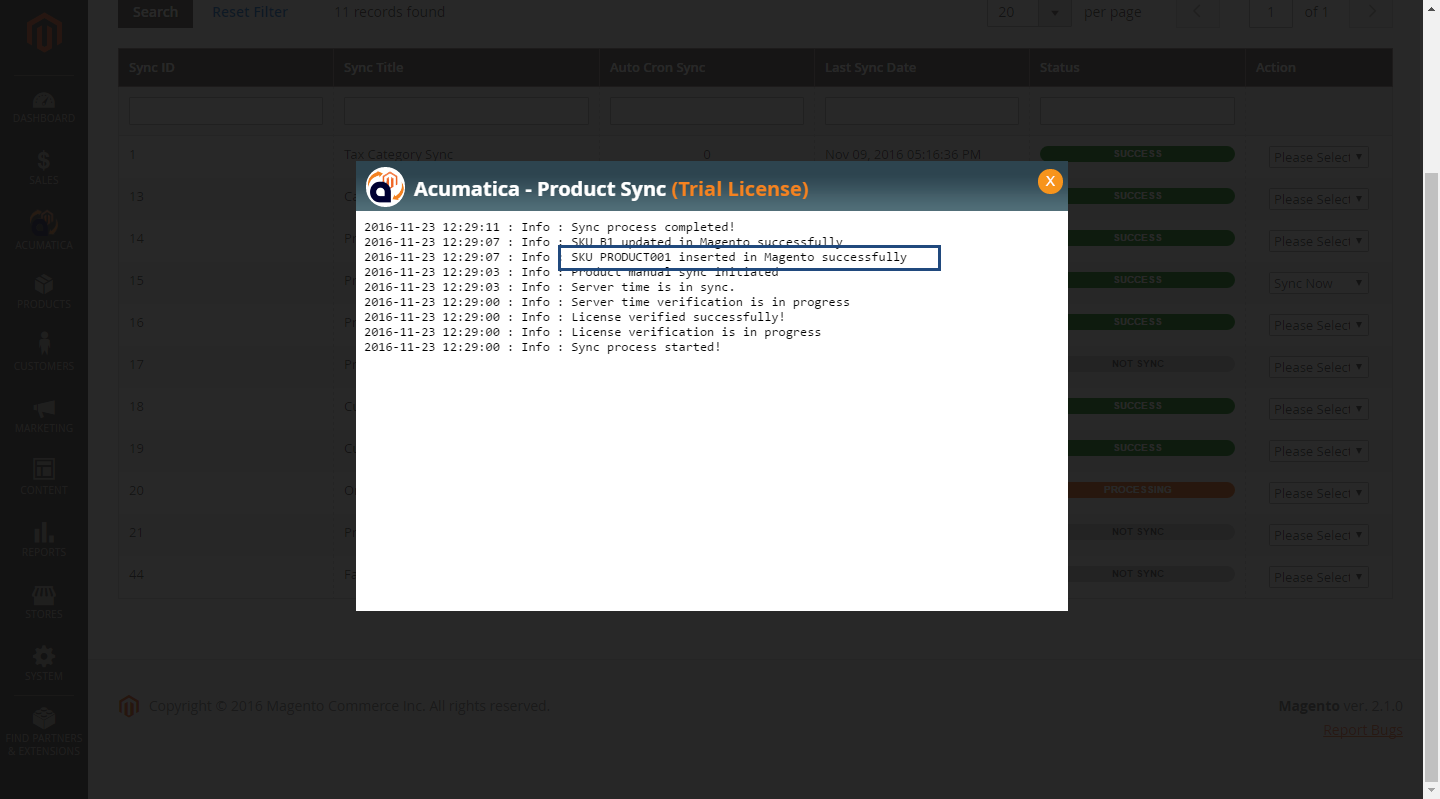 Search Reset Filter 11 records found 20 per page 1 of 1
Sync ID Sync Title Auto Cron Sync Last Sync Date Status Action
1 Tax Category Sync 0 Nov 09, 2016 05:16:36 PM SUCCESS Please Select
Acumatica - Product Sync (Trial License) X
13 SUCCESS Please Select
2016-11-23 12:29:11 : Info : Sync process completed!
14 2016-11-23 12:29:07 : Info : SKU B1 updated in Magento successfully SUCCESS Please Select
2016-11-23 12:29:07 : Info : SKU PRODUCT001 inserted in Magento successfully
2016-11-23 12:29:03 : Info : Product manual sync initiated
15 2016-11-23 12:29:03 : Info : Server time is in sync. SUCCESS Sync Now
2016-11-23 12:29:00 : Info : Server time verification is in progress
16 2016-11-23 12:29:00 : Info : License verified successfully! SUCCESS Please Select
2016-11-23 12:29:00 : Info : License verification is in progress
2016-11-23 12:29:00 : Info : Sync process started!
17 NOT SYNC Please Select
18 SUCCESS Please Select
19 SUCCESS Please Select
20 PROCESSING Please Select
21 NOT SYNC Please Select
44 NOT SYNC Please Select
DASHBOARD
SALES
ACUMATICA
PRODUCTS
CUSTOMERS
MARKETING
CONTENT
REPORTS
STORES
SYSTEM
FIND PARTNERS
& EXTENSIONS
Copyright © 2016 Magento Commerce Inc. All rights reserved. Magento ver. 2.1.0
Report Bugs